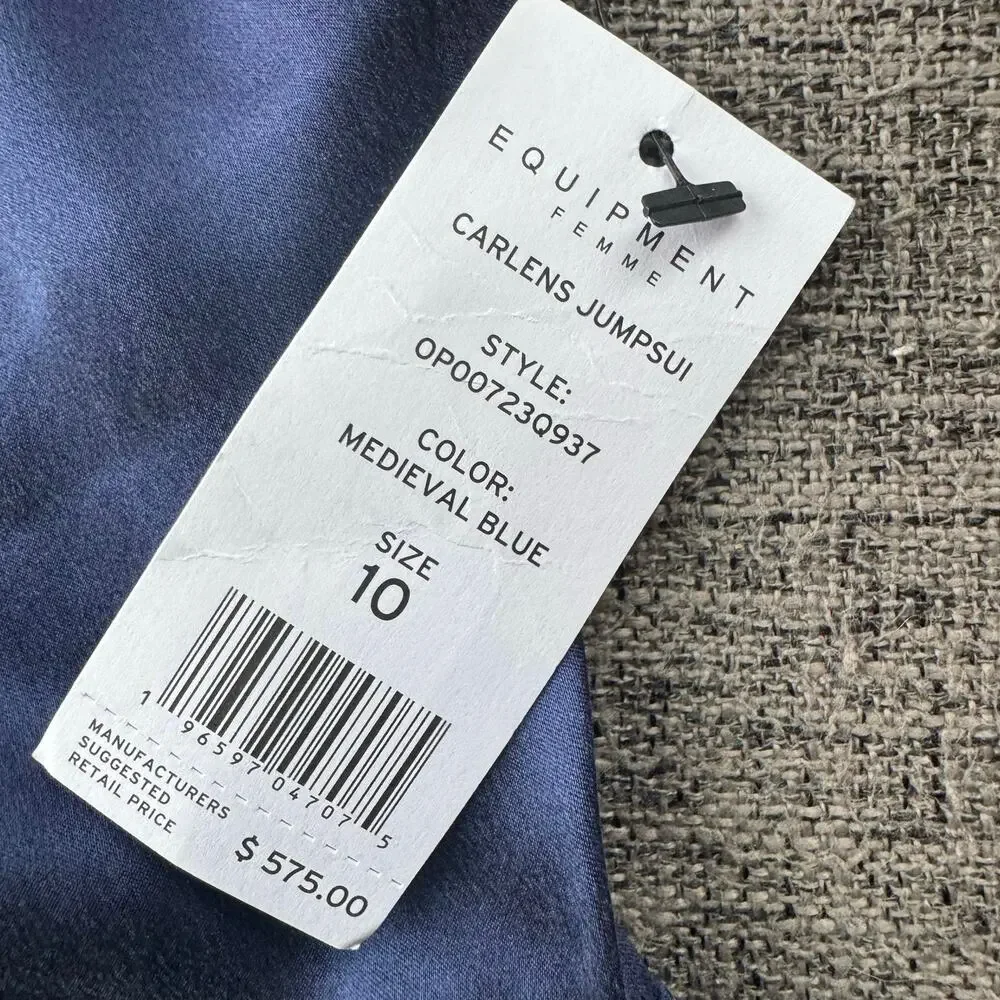 EQUIPMENT
FEMME
CARLENS JUMPSUI
STYLE:
OP00723Q937
COLOR:
MEDIEVAL BLUE
SIZE
10
1 96597 04707 5
MANUFACTURERS
SUGGESTED
RETAIL PRICE
$ 575.00